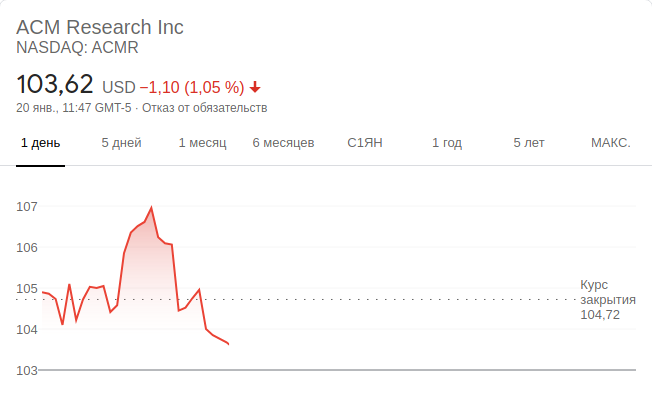 ACM Research Inc
NASDAQ: ACMR
103,62 USD −1,10 (1,05 %)
20 янв., 11:47 GMT-5 · Отказ от обязательств
1 день 5 дней 1 месяц 6 месяцев С1ЯН 1 год 5 лет МАКС.
107
106
105
104
103
Курс
закрытия
104,72